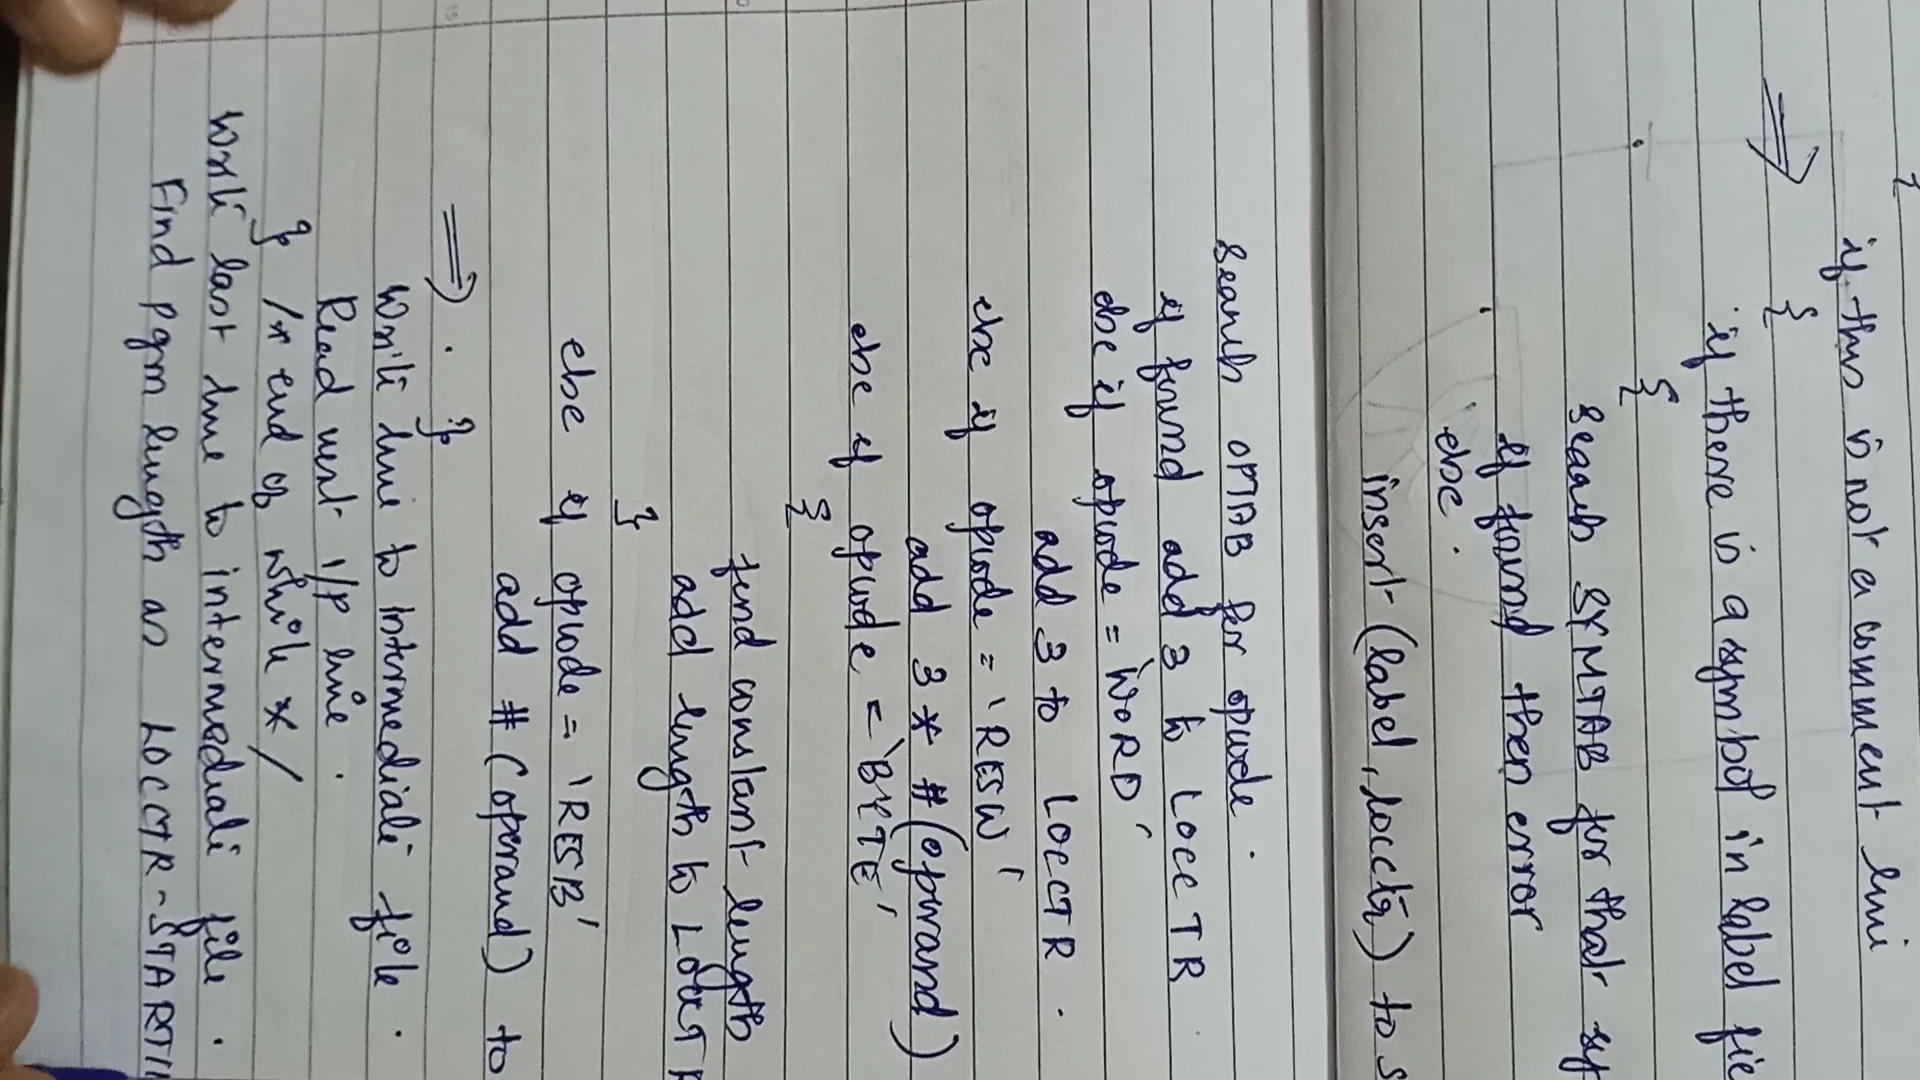 if this is not a comment line
{
if there is a symbol in label fie
{
search SYMTAB for that sy
if found then error
else.
insert (label, locctr) to S
search OPTAB for opcode.
if found add 3 to LOCCTR.
else if opcode = 'WORD'
add 3 to LOCCTR.
else if opcode = 'RESW'
add 3 * #(operand)
else if opcode = 'BYTE'
{
find constant length
add length to LOCCTR
}
else if opcode = 'RESB'
add #(operand) to
}
Write line to intermediate file.
Read next i/p line.
} /* end of while */
Write last line to intermediate file.
Find pgm length as LOCCTR - START